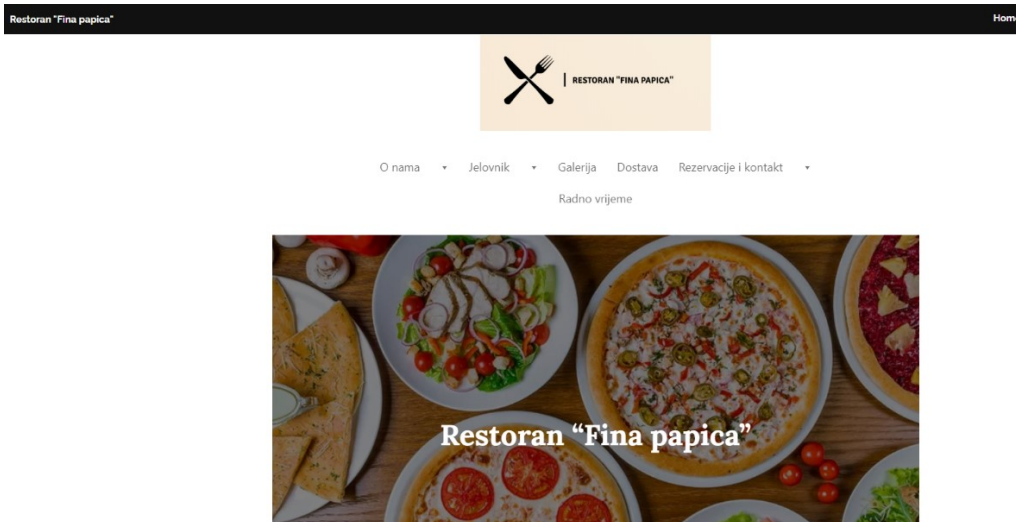 Restoran "Fina papica"
Home
RESTORAN "FINA PAPICA"
O nama Jelovnik Galerija Dostava Rezervacije i kontakt
Radno vrijeme
Restoran “Fina papica”